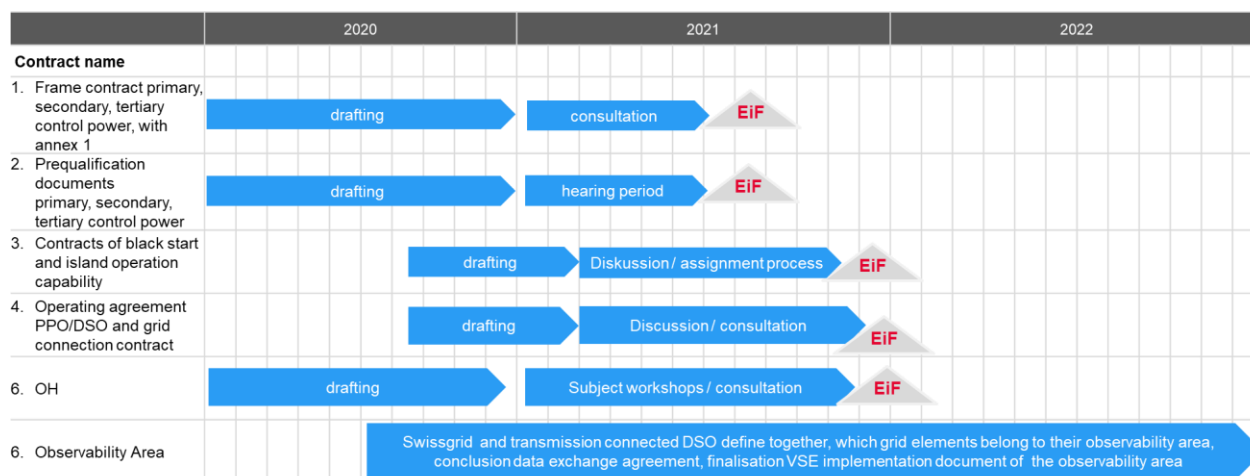 2020 2021 2022
Contract name
1. Frame contract primary,
secondary, tertiary
control power, with
annex 1
drafting consultation EiF
2. Prequalification
documents
primary, secondary,
tertiary control power
drafting hearing period EiF
3. Contracts of black start
and island operation
capability
drafting Diskussion / assignment process EiF
4. Operating agreement
PPO/DSO and grid
connection contract
drafting Discussion / consultation EiF
6. OH drafting Subject workshops / consultation EiF
6. Observability Area
Swissgrid and transmission connected DSO define together, which grid elements belong to their observability area,
conclusion data exchange agreement, finalisation VSE implementation document of the observability area